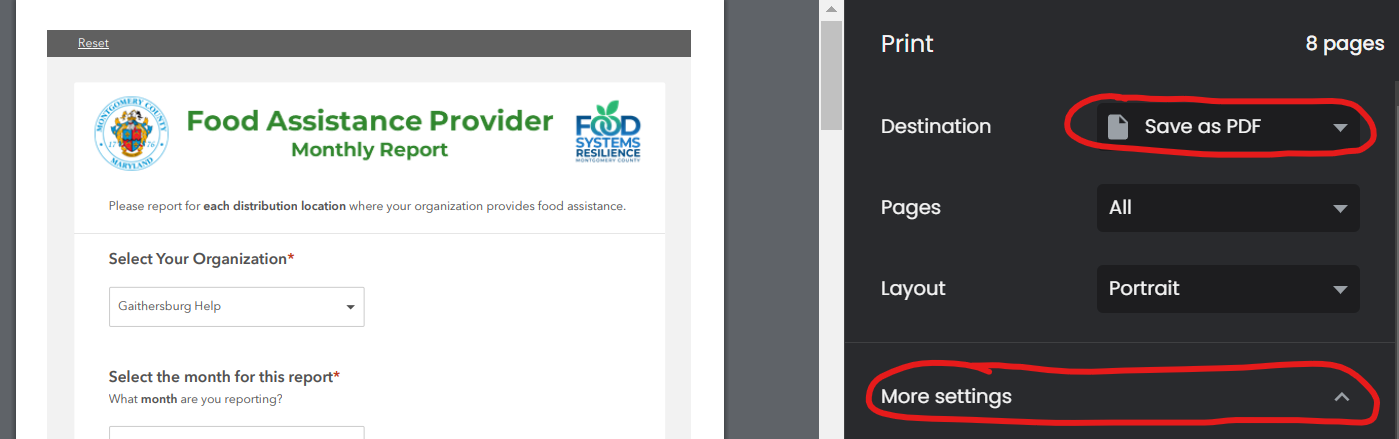 Reset
MONTGOMERY COUNTY
17 76
MARYLAND
Food Assistance Provider
Monthly Report
FOOD
SYSTEMS
RESILIENCE
MONTGOMERY COUNTY
Please report for each distribution location where your organization provides food assistance.
Select Your Organization*
Gaithersburg Help
Select the month for this report*
What month are you reporting?
Print 8 pages
Destination Save as PDF
Pages All
Layout Portrait
More settings